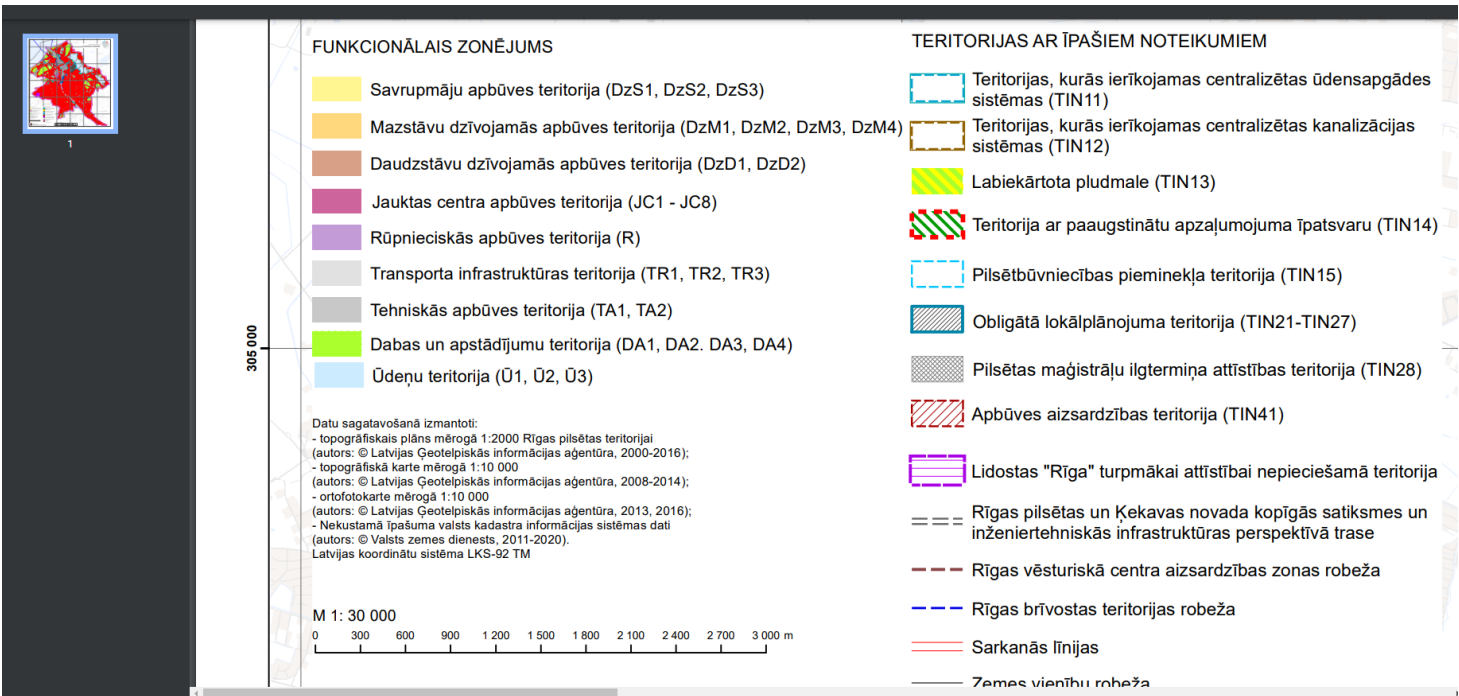 1
305 000
FUNKCIONĀLAIS ZONĒJUMS
Savrupmāju apbūves teritorija (DzS1, DzS2, DzS3)
Mazstāvu dzīvojamās apbūves teritorija (DzM1, DzM2, DzM3, DzM4)
Daudzstāvu dzīvojamās apbūves teritorija (DzD1, DzD2)
Jauktas centra apbūves teritorija (JC1 - JC8)
Rūpnieciskās apbūves teritorija (R)
Transporta infrastruktūras teritorija (TR1, TR2, TR3)
Tehniskās apbūves teritorija (TA1, TA2)
Dabas un apstādījumu teritorija (DA1, DA2. DA3, DA4)
Ūdeņu teritorija (Ū1, Ū2, Ū3)
Datu sagatavošanā izmantoti:
- topogrāfiskais plāns mērogā 1:2000 Rīgas pilsētas teritorijai
(autors: © Latvijas Ģeotelpiskās informācijas aģentūra, 2000-2016);
- topogrāfiskā karte mērogā 1:10 000
(autors: © Latvijas Ģeotelpiskās informācijas aģentūra, 2008-2014);
- ortofotokarte mērogā 1:10 000
(autors: © Latvijas Ģeotelpiskās informācijas aģentūra, 2013, 2016);
- Nekustamā īpašuma valsts kadastra informācijas sistēmas dati
(autors: © Valsts zemes dienests, 2011-2020).
Latvijas koordinātu sistēma LKS-92 TM
M 1: 30 000
0 300 600 900 1 200 1 500 1 800 2 100 2 400 2 700 3 000 m
TERITORIJAS AR ĪPAŠIEM NOTEIKUMIEM
Teritorijas, kurās ierīkojamas centralizētas ūdensapgādes
sistēmas (TIN11)
Teritorijas, kurās ierīkojamas centralizētas kanalizācijas
sistēmas (TIN12)
Labiekārtota pludmale (TIN13)
Teritorija ar paaugstinātu apzaļumojuma īpatsvaru (TIN14)
Pilsētbūvniecības pieminekļa teritorija (TIN15)
Obligātā lokālplānojuma teritorija (TIN21-TIN27)
Pilsētas maģistrāļu ilgtermiņa attīstības teritorija (TIN28)
Apbūves aizsardzības teritorija (TIN41)
Lidostas "Rīga" turpmākai attīstībai nepieciešamā teritorija
Rīgas pilsētas un Ķekavas novada kopīgās satiksmes un
inženiertehniskās infrastruktūras perspektīvā trase
Rīgas vēsturiskā centra aizsardzības zonas robeža
Rīgas brīvostas teritorijas robeža
Sarkanās līnijas
Zemes vienību robeža